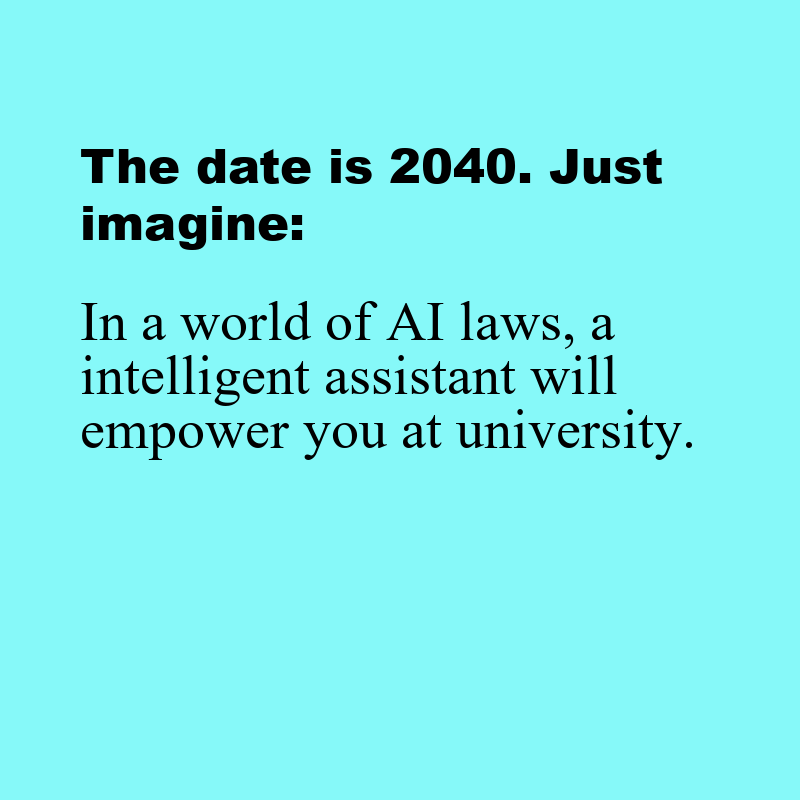 The date is 2040. Just
imagine:
In a world of AI laws, a
intelligent assistant will
empower you at university.